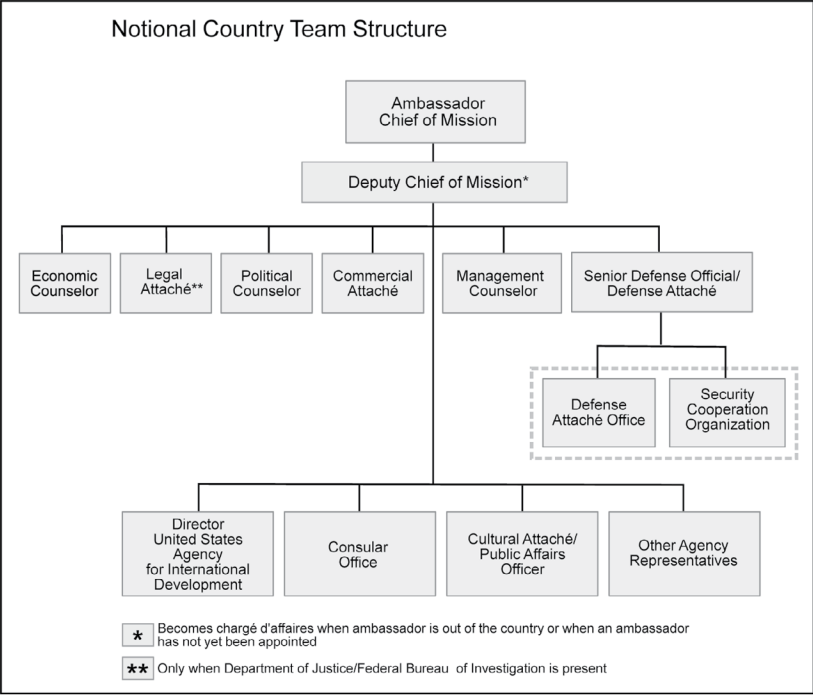 Notional Country Team Structure
Ambassador
Chief of Mission
Deputy Chief of Mission*
Economic
Counselor
Legal
Attaché**
Political
Counselor
Commercial
Attaché
Management
Counselor
Senior Defense Official/
Defense Attaché
Defense
Attaché Office
Security
Cooperation
Organization
Director
United States
Agency
for International
Development
Consular
Office
Cultural Attaché/
Public Affairs
Officer
Other Agency
Representatives
* Becomes chargé d'affaires when ambassador is out of the country or when an ambassador
has not yet been appointed
** Only when Department of Justice/Federal Bureau of Investigation is present